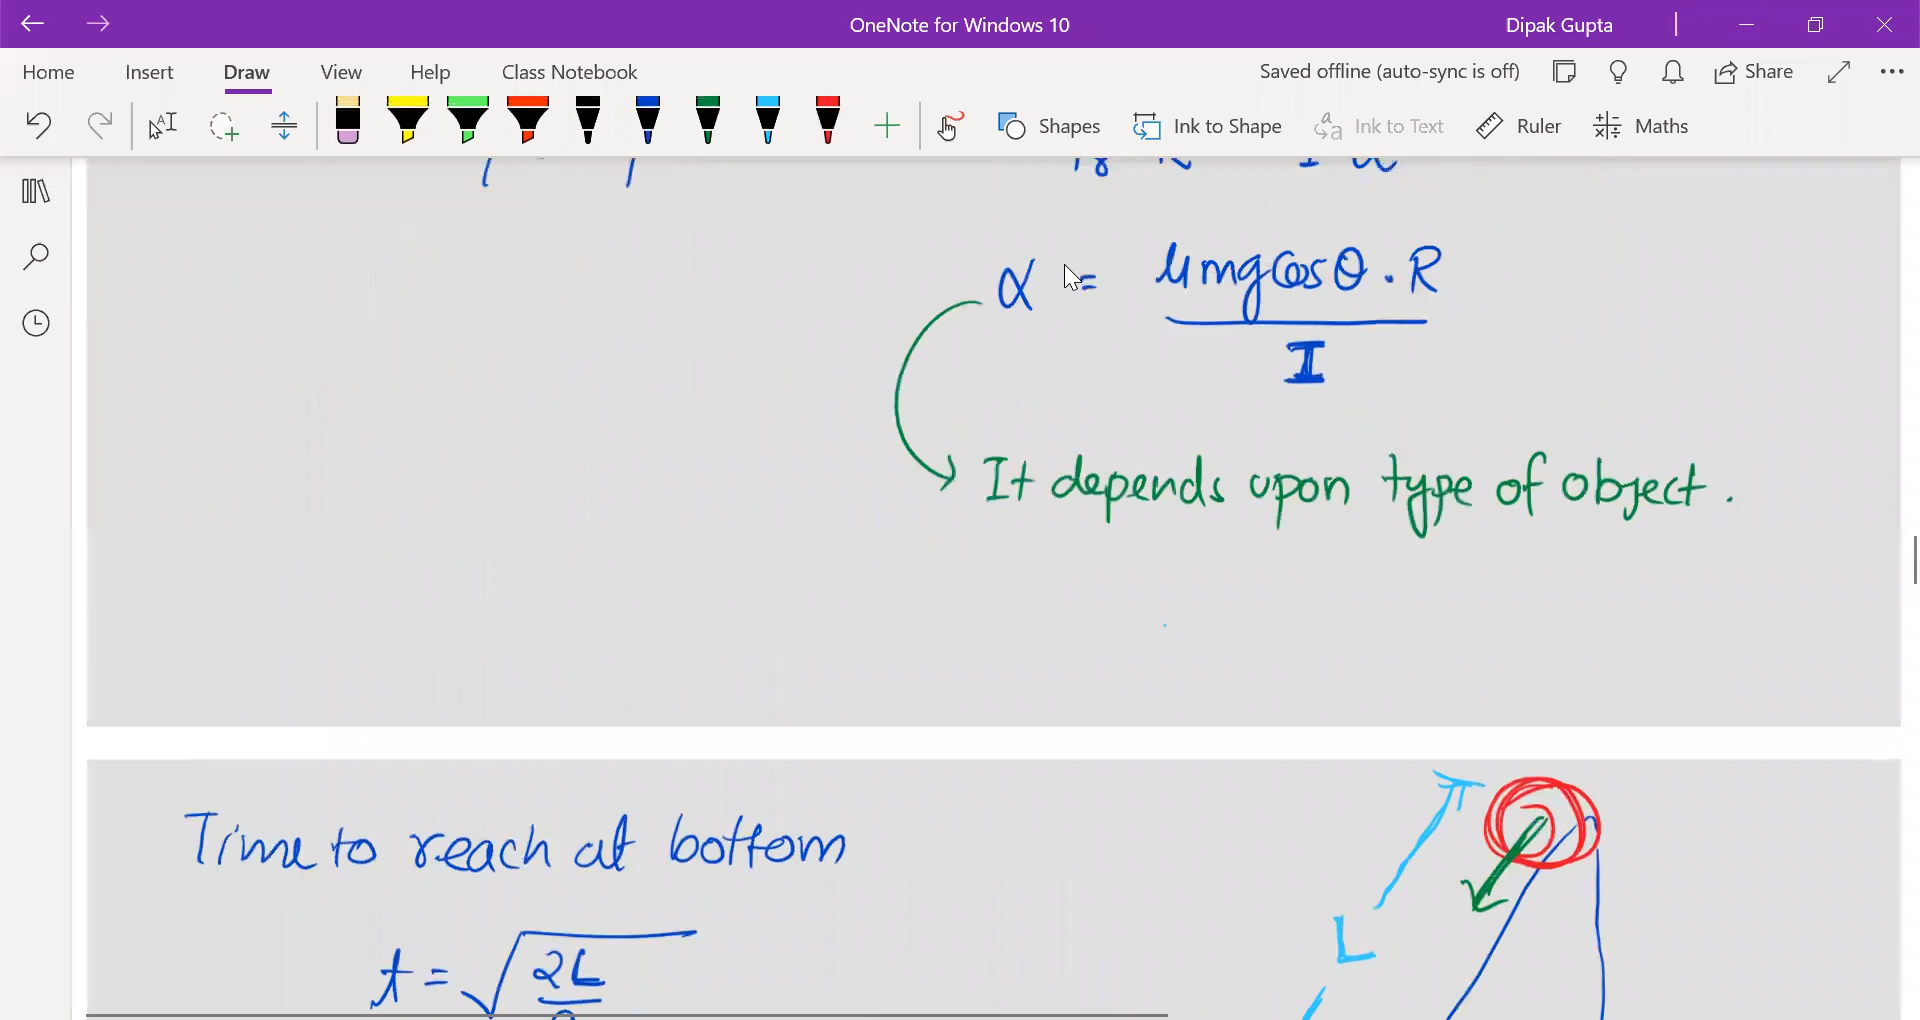 OneNote for Windows 10
Dipak Gupta
Home Insert Draw View Help Class Notebook
Saved offline (auto-sync is off) Share
Shapes Ink to Shape Ink to Text Ruler Maths
α = μmgCosθ . R
I
It depends upon type of object .
Time to reach at bottom
L
t = √2L